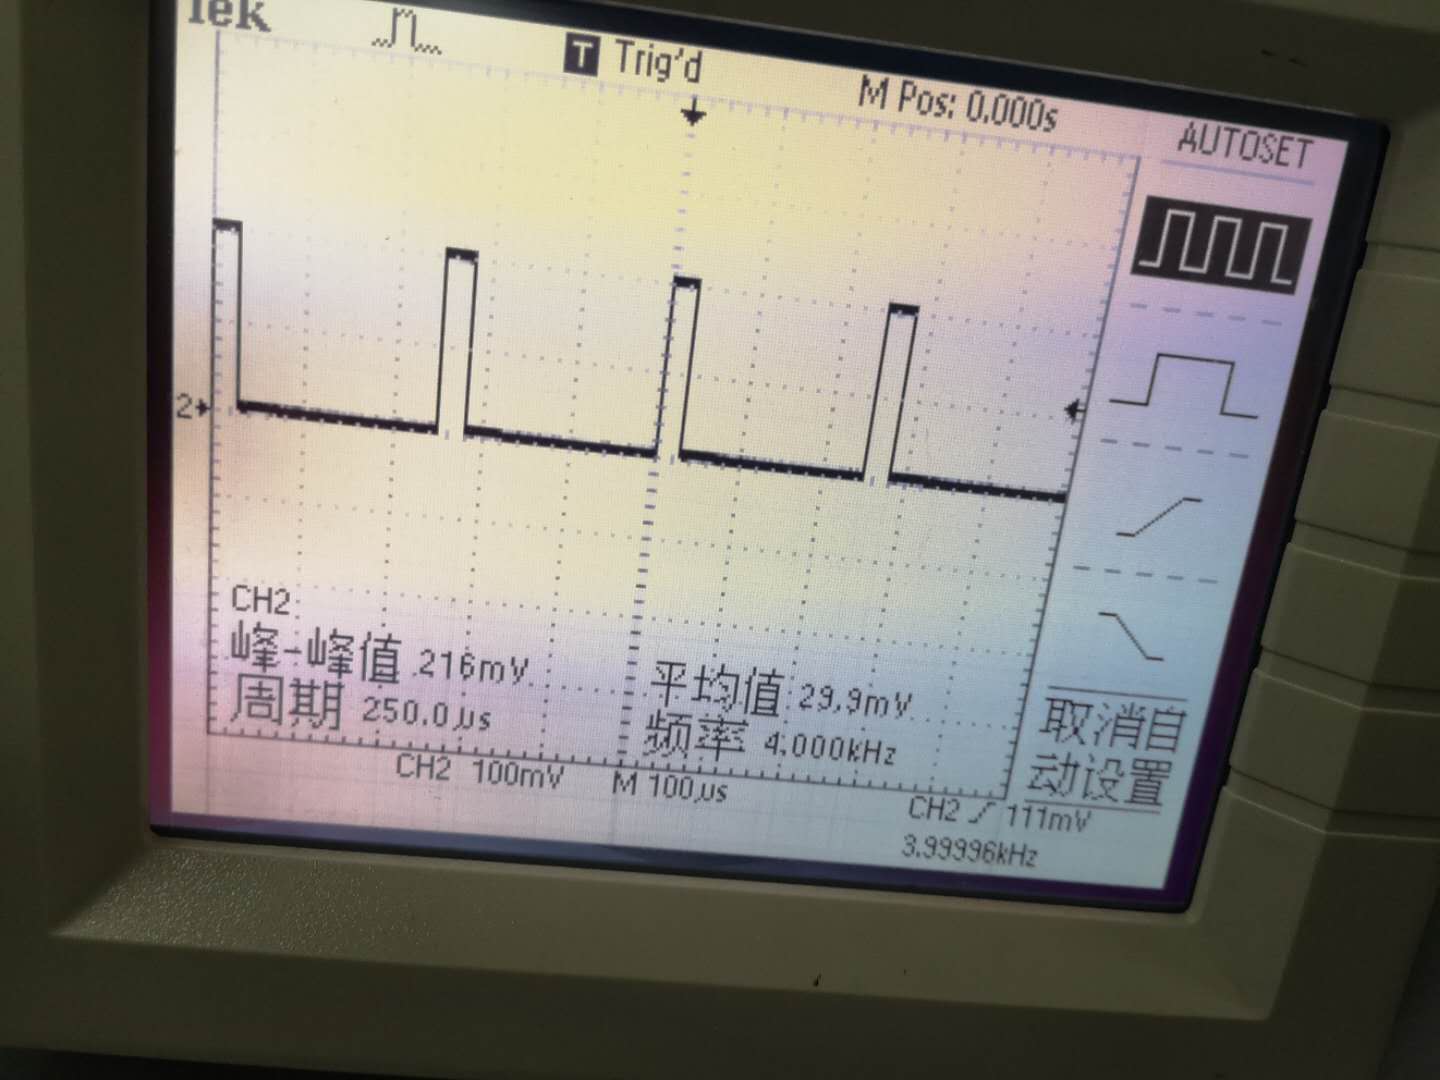 Tek
T Trig'd
M Pos: 0.000s
AUTOSET
2
CH2
峰-峰值 216mV
平均值 29.9mV
周期 250.0µs
频率 4.000kHz
取消自
动设置
CH2 100mV
M 100µs
CH2 111mV
3.99996kHz